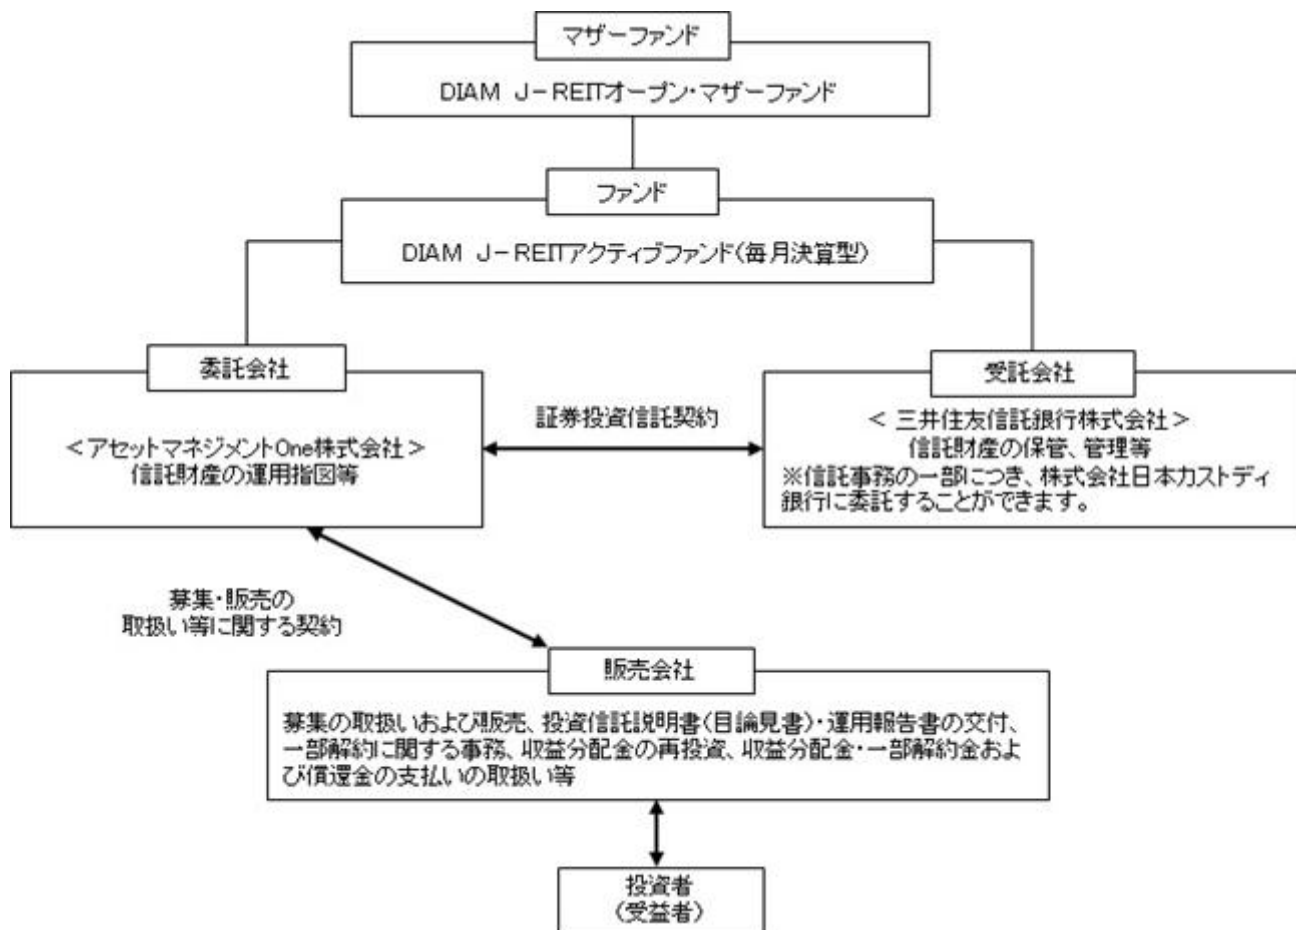 マザーファンド
DIAM J-REITオープン・マザーファンド
ファンド
DIAM J-REITアクティブファンド(毎月決算型)
委託会社
<アセットマネジメントOne株式会社>
信託財産の運用指図等
証券投資信託契約
受託会社
< 三井住友信託銀行株式会社>
信託財産の保管、管理等
※信託事務の一部につき、株式会社日本カストディ
銀行に委託することができます。
募集・販売の
取扱い等に関する契約
販売会社
募集の取扱いおよび販売、投資信託説明書(目論見書)・運用報告書の交付、
一部解約に関する事務、収益分配金の再投資、収益分配金・一部解約金およ
び償還金の支払いの取扱い等
投資者
(受益者)